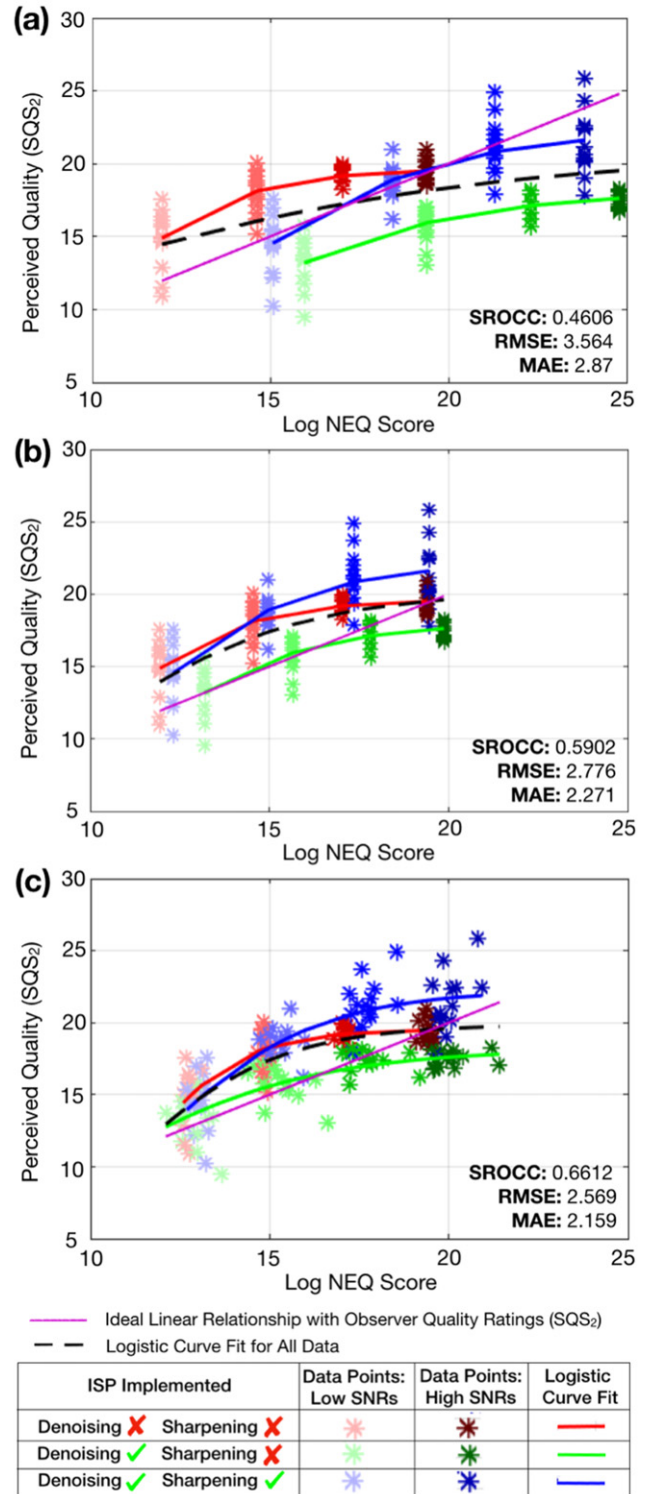 (a)
30
25
20
15
10
5
Perceived Quality (SQS₂)
SROCC: 0.4606
RMSE: 3.564
MAE: 2.87
10 15 20 25
Log NEQ Score
(b)
30
25
20
15
10
5
Perceived Quality (SQS₂)
SROCC: 0.5902
RMSE: 2.776
MAE: 2.271
10 15 20 25
Log NEQ Score
(c)
30
25
20
15
10
5
Perceived Quality (SQS₂)
SROCC: 0.6612
RMSE: 2.569
MAE: 2.159
10 15 20 25
Log NEQ Score
Ideal Linear Relationship with Observer Quality Ratings (SQS₂)
Logistic Curve Fit for All Data
ISP Implemented
Data Points:
Low SNRs
Data Points:
High SNRs
Logistic
Curve Fit
Denoising ✗ Sharpening ✗
Denoising ✓ Sharpening ✗
Denoising ✓ Sharpening ✓